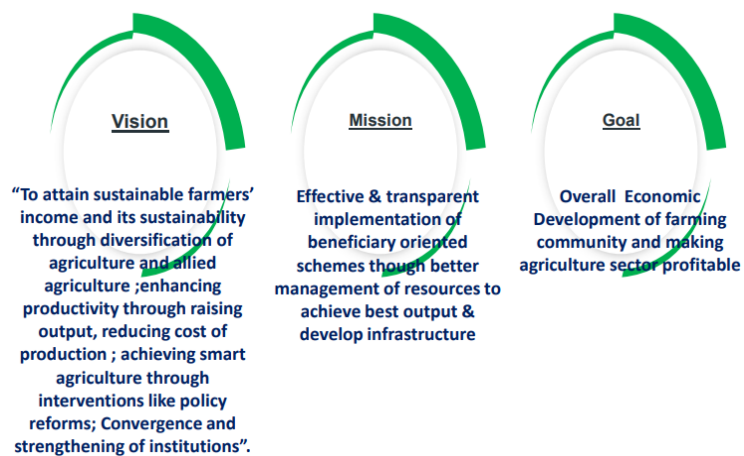 Vision
“To attain sustainable farmers’
income and its sustainability
through diversification of
agriculture and allied
agriculture ;enhancing
productivity through raising
output, reducing cost of
production ; achieving smart
agriculture through
interventions like policy
reforms; Convergence and
strengthening of institutions”.
Mission
Effective & transparent
implementation of
beneficiary oriented
schemes though better
management of resources to
achieve best output &
develop infrastructure
Goal
Overall Economic
Development of farming
community and making
agriculture sector profitable